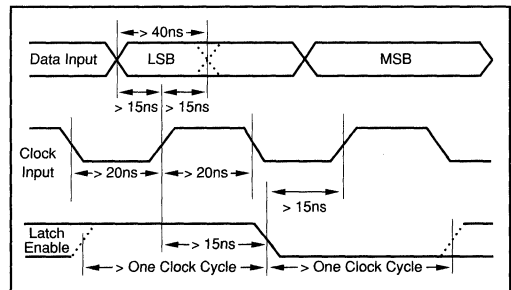 > 40ns
Data Input
LSB
MSB
> 15ns
> 15ns
Clock
Input
> 20ns
> 20ns
> 15ns
Latch
Enable
> 15ns
> One Clock Cycle
> One Clock Cycle